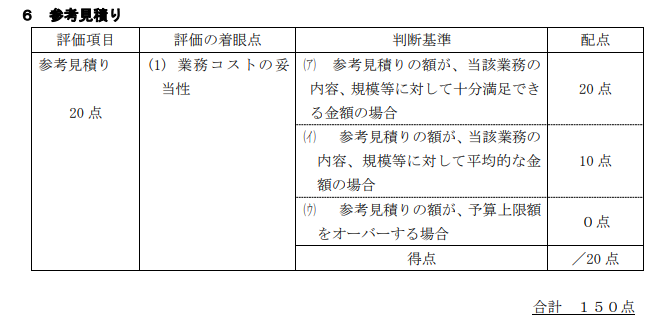 ６ 参考見積り
評価項目 評価の着眼点 判断基準 配点
参考見積り
20 点
(1) 業務コストの妥
当性
㋐ 参考見積りの額が、当該業務の
内容、規模等に対して十分満足でき
る金額の場合
20 点
㋑ 参考見積りの額が、当該業務の
内容、規模等に対して平均的な金
額の場合
10 点
㋒ 参考見積りの額が、予算上限額
をオーバーする場合
０点
得点 ／20 点
合計 １５０点